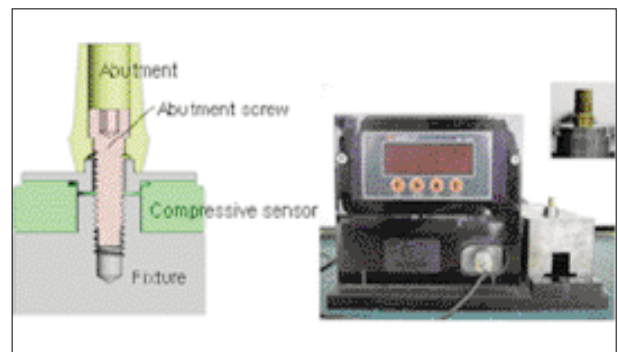 Abutment
Abutment screw
Compressive sensor
Fixture